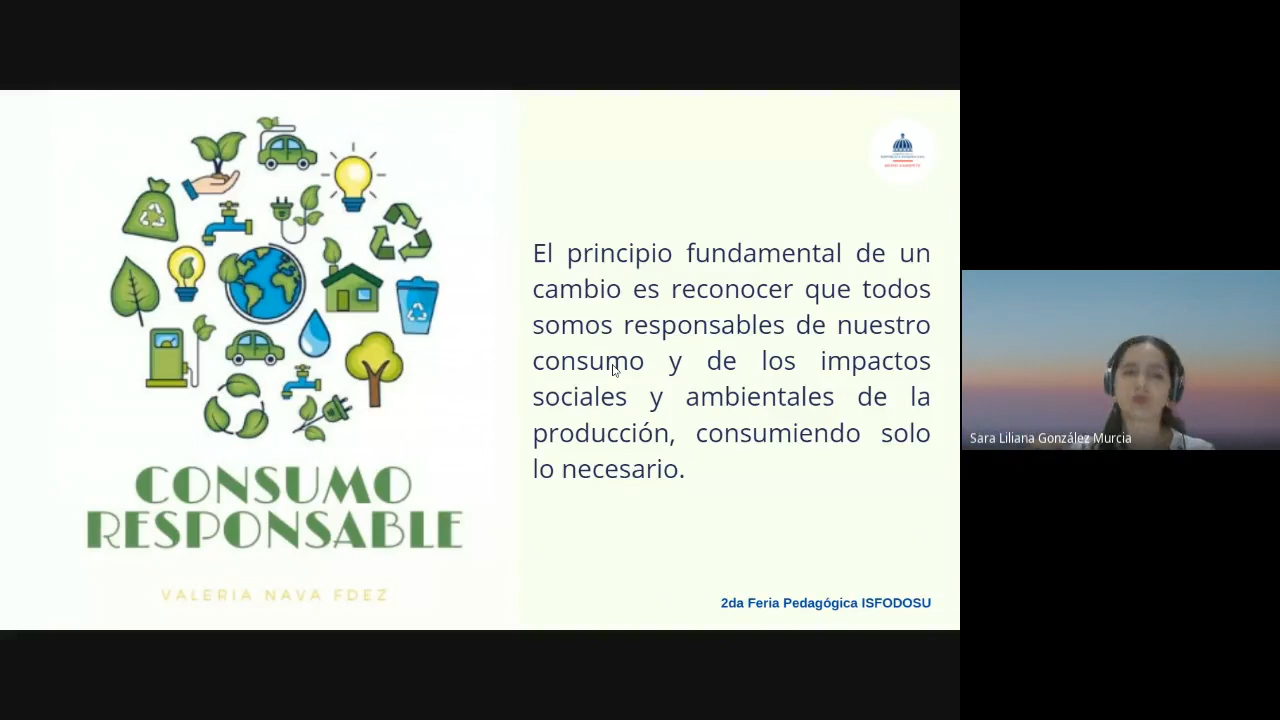 CONSUMO
RESPONSABLE
VALERIA NAVA FDEZ
El principio fundamental de un
cambio es reconocer que todos
somos responsables de nuestro
consumo y de los impactos
sociales y ambientales de la
producción, consumiendo solo
lo necesario.
2da Feria Pedagógica ISFODOSU
Sara Liliana González Murcia